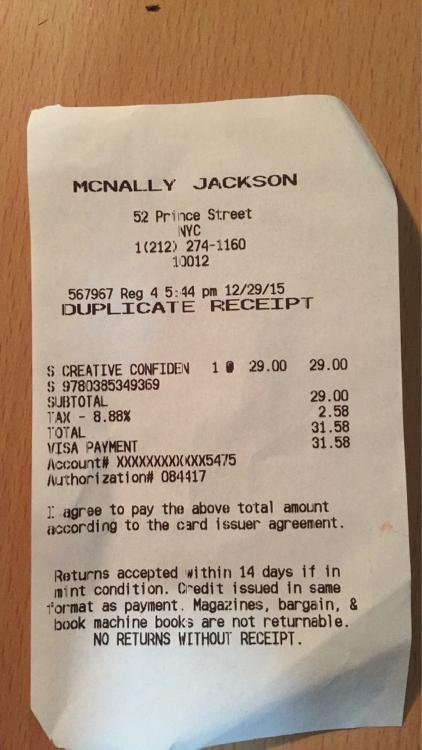 MCNALLY JACKSON
52 Prince Street
NYC
1(212) 274-1160
10012
567967 Reg 4 5:44 pm 12/29/15
DUPLICATE RECEIPT
S CREATIVE CONFIDEN 1 @ 29.00 29.00
S 9780385349369
SUBTOTAL 29.00
TAX - 8.88% 2.58
TOTAL 31.58
VISA PAYMENT 31.58
Account# XXXXXXXXXXXX5475
Authorization# 084417
I agree to pay the above total amount
according to the card issuer agreement.
Returns accepted within 14 days if in
mint condition. Credit issued in same
format as payment. Magazines, bargain, &
book machine books are not returnable.
NO RETURNS WITHOUT RECEIPT.